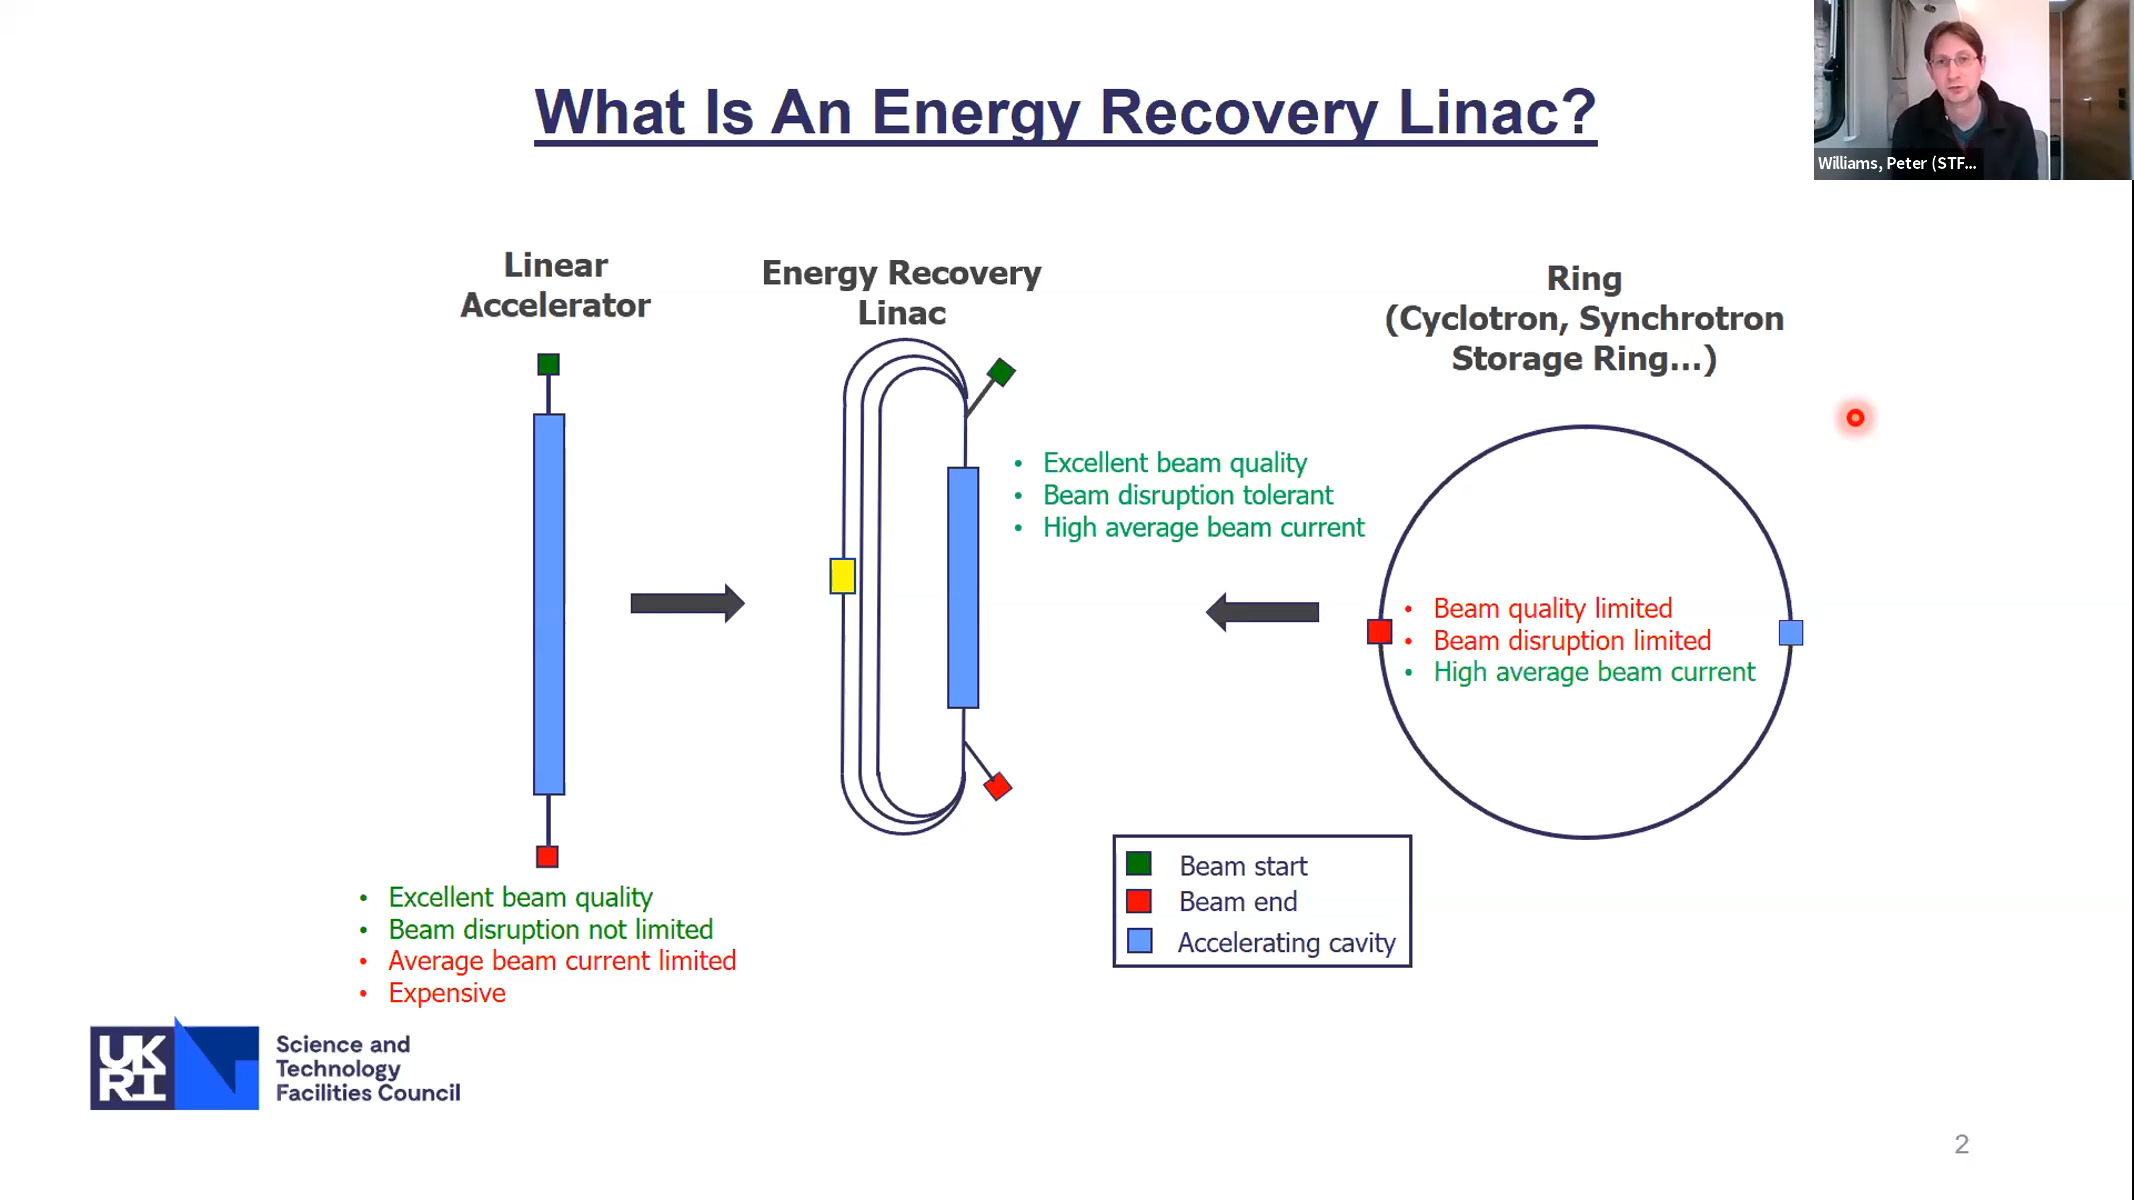 What Is An Energy Recovery Linac?
Williams, Peter (STF...
Linear
Accelerator
Energy Recovery
Linac
Ring
(Cyclotron, Synchrotron
Storage Ring...)
• Excellent beam quality
• Beam disruption tolerant
• High average beam current
• Beam quality limited
• Beam disruption limited
• High average beam current
Beam start
Beam end
Accelerating cavity
• Excellent beam quality
• Beam disruption not limited
• Average beam current limited
• Expensive
UK
RI
Science and
Technology
Facilities Council
2